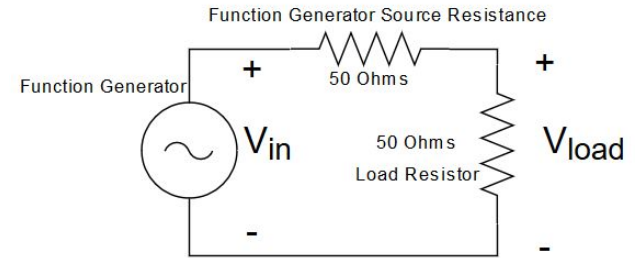 Function Generator Source Resistance
+
50 Ohms
+
Function Generator
Vin
50 Ohms
Load Resistor
Vload
-
-